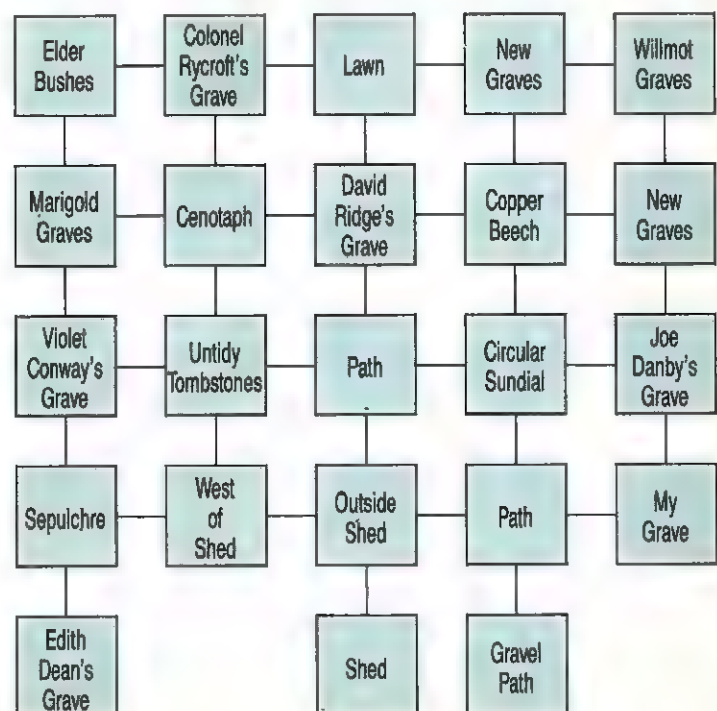 Elder
Bushes
Colonel
Rycroft's
Grave
Lawn
New
Graves
Willmot
Graves
Marigold
Graves
Cenotaph
David
Ridge's
Grave
Copper
Beech
New
Graves
Violet
Conway's
Grave
Untidy
Tombstones
Path
Circular
Sundial
Joe
Danby's
Grave
Sepulchre
West
of
Shed
Outside
Shed
Path
My
Grave
Edith
Dean's
Grave
Shed
Gravel
Path